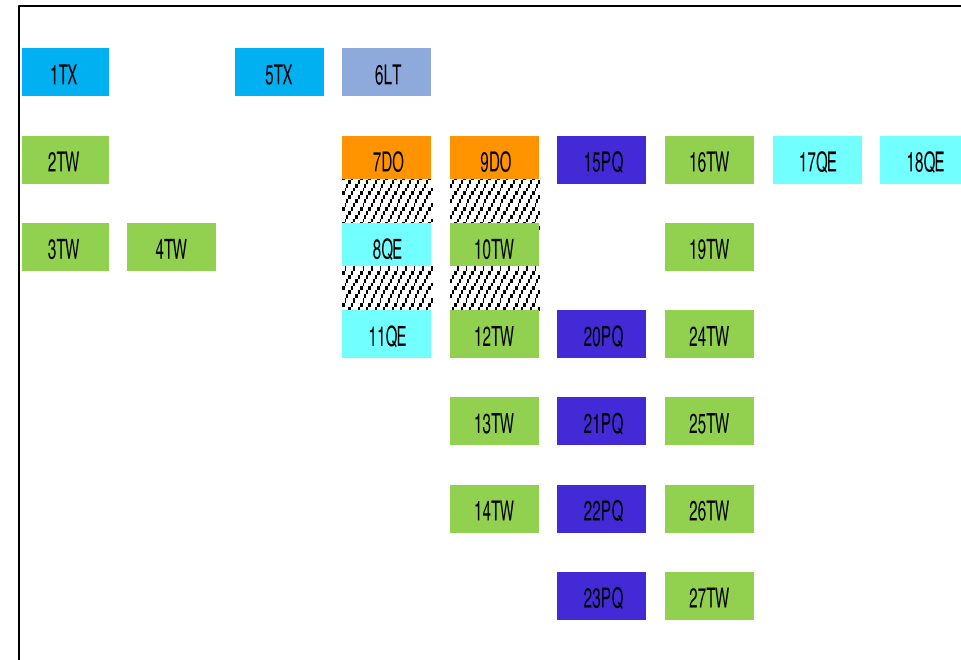 1TX 5TX 6LT
2TW 7DO 9DO 15PQ 16TW 17QE 18QE
3TW 4TW 8QE 10TW 19TW
11QE 12TW 20PQ 24TW
13TW 21PQ 25TW
14TW 22PQ 26TW
23PQ 27TW